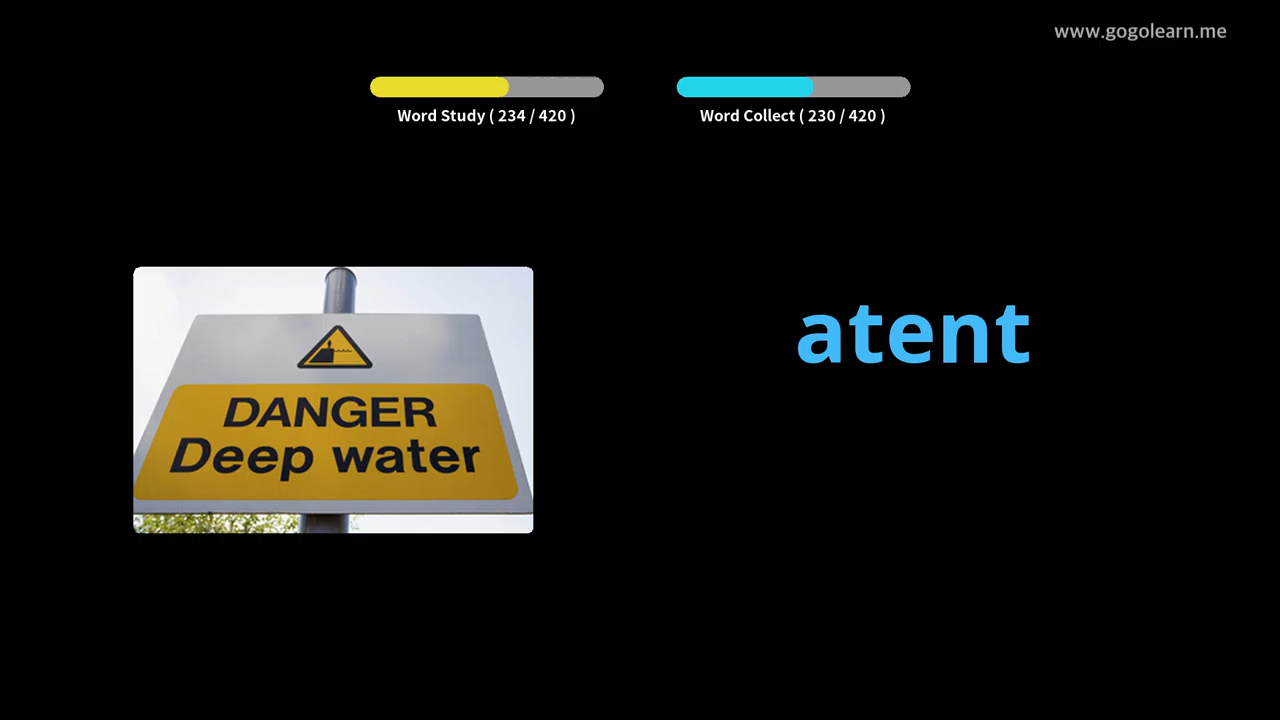 www.gogolearn.me
Word Study ( 234 / 420 )
Word Collect ( 230 / 420 )
atent
DANGER
Deep water